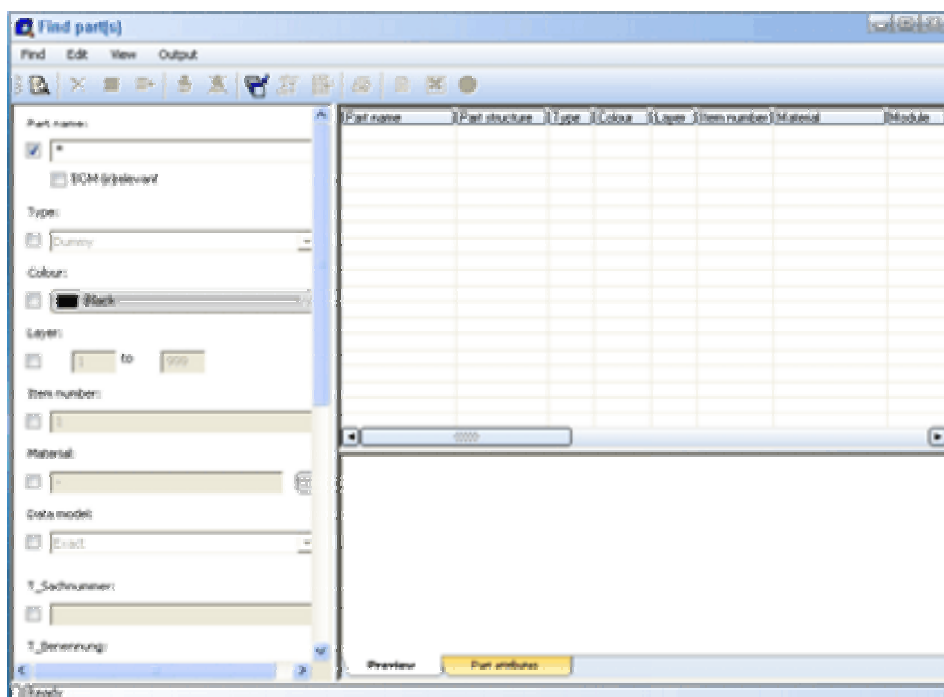 Find part(s)
Find Edit View Output
Part name:
*
BOM (ir)relevant
Type:
Dummy
Colour:
Black
Layer:
1 to 999
Item number:
1
Material:
-
Data model:
Exact
T_Sachnummer:
T_Benennung:
Part name Part structure Type Colour Layer Item number Material Module
Preview Part attributes
Ready